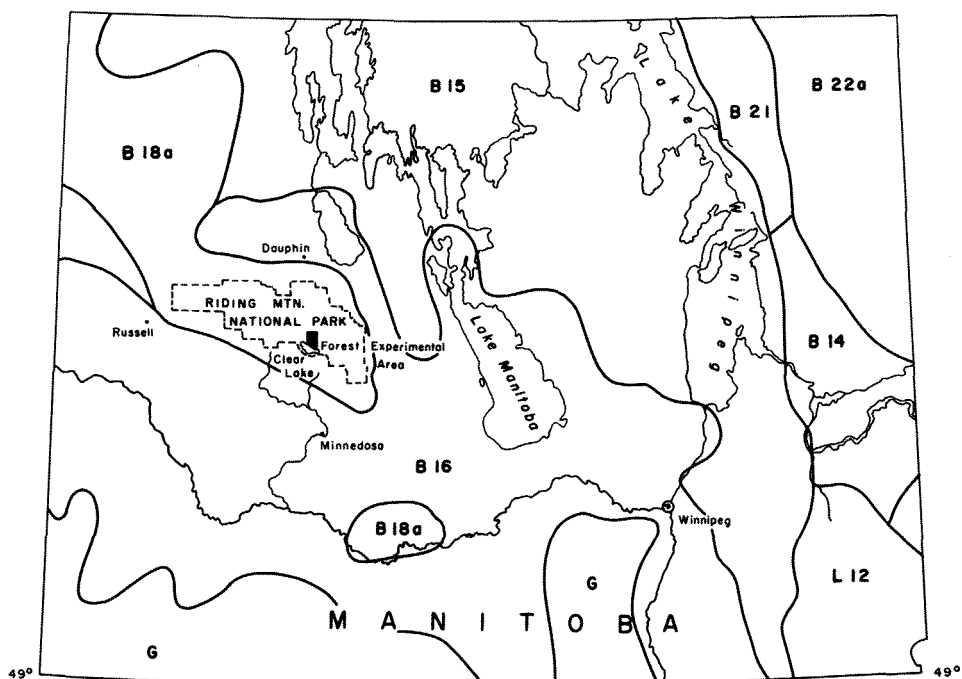 B 15
B 22a
B 21
B 18a
Lake Winnipeg
Dauphin
RIDING MTN.
NATIONAL PARK
Russell
Forest Experimental
Area
Clear
Lake
Lake Manitoba
B 14
Minnedosa
B 16
B 18a
Winnipeg
G
L 12
MANITOBA
G
49°
49°